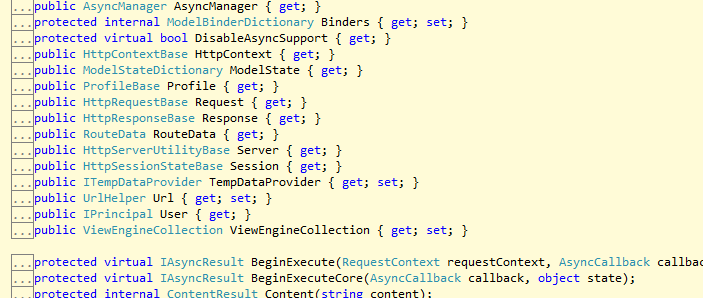 ...public AsyncManager AsyncManager { get; }
...protected internal ModelBinderDictionary Binders { get; set; }
...protected virtual bool DisableAsyncSupport { get; }
...public HttpContextBase HttpContext { get; }
...public ModelStateDictionary ModelState { get; }
...public ProfileBase Profile { get; }
...public HttpRequestBase Request { get; }
...public HttpResponseBase Response { get; }
...public RouteData RouteData { get; }
...public HttpServerUtilityBase Server { get; }
...public HttpSessionStateBase Session { get; }
...public ITempDataProvider TempDataProvider { get; set; }
...public UrlHelper Url { get; set; }
...public IPrincipal User { get; }
...public ViewEngineCollection ViewEngineCollection { get; set; }
...protected virtual IAsyncResult BeginExecute(RequestContext requestContext, AsyncCallback callbac
...protected virtual IAsyncResult BeginExecuteCore(AsyncCallback callback, object state);
...protected internal ContentResult Content(string content);